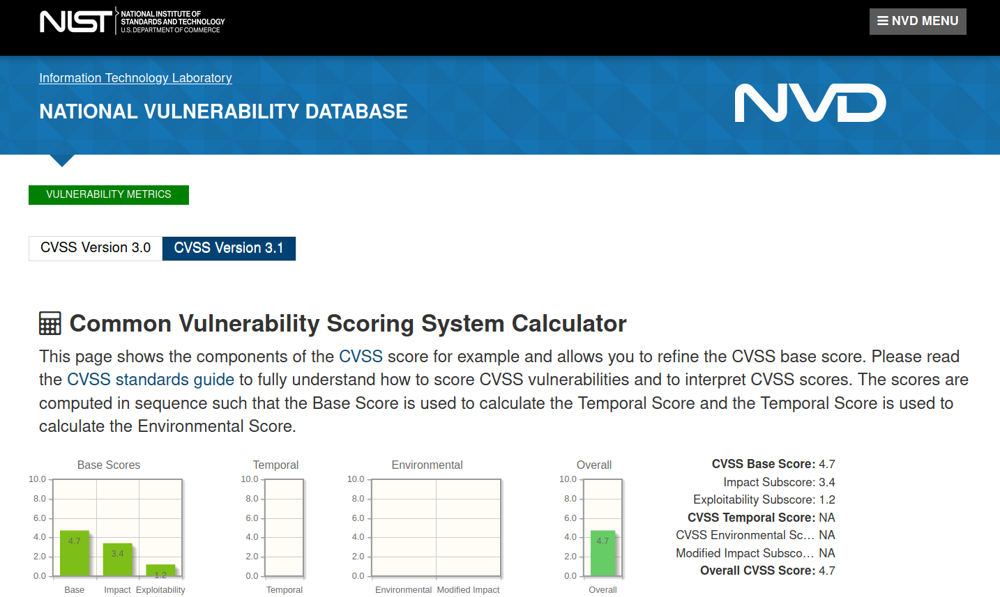 NIST
NATIONAL INSTITUTE OF
STANDARDS AND TECHNOLOGY
U.S. DEPARTMENT OF COMMERCE
NVD MENU
Information Technology Laboratory
NATIONAL VULNERABILITY DATABASE
NVD
VULNERABILITY METRICS
CVSS Version 3.0
CVSS Version 3.1
Common Vulnerability Scoring System Calculator
This page shows the components of the CVSS score for example and allows you to refine the CVSS base score. Please read
the CVSS standards guide to fully understand how to score CVSS vulnerabilities and to interpret CVSS scores. The scores are
computed in sequence such that the Base Score is used to calculate the Temporal Score and the Temporal Score is used to
calculate the Environmental Score.
Base Scores
10.0
8.0
6.0
4.0
2.0
0.0
4.7
3.4
1.2
Base
Impact
Exploitability
Temporal
10.0
8.0
6.0
4.0
2.0
0.0
Temporal
Environmental
10.0
8.0
6.0
4.0
2.0
0.0
Environmental
Modified Impact
Overall
10.0
8.0
6.0
4.0
2.0
0.0
4.7
Overall
CVSS Base Score: 4.7
Impact Subscore: 3.4
Exploitability Subscore: 1.2
CVSS Temporal Score: NA
CVSS Environmental Sc... NA
Modified Impact Subsco... NA
Overall CVSS Score: 4.7